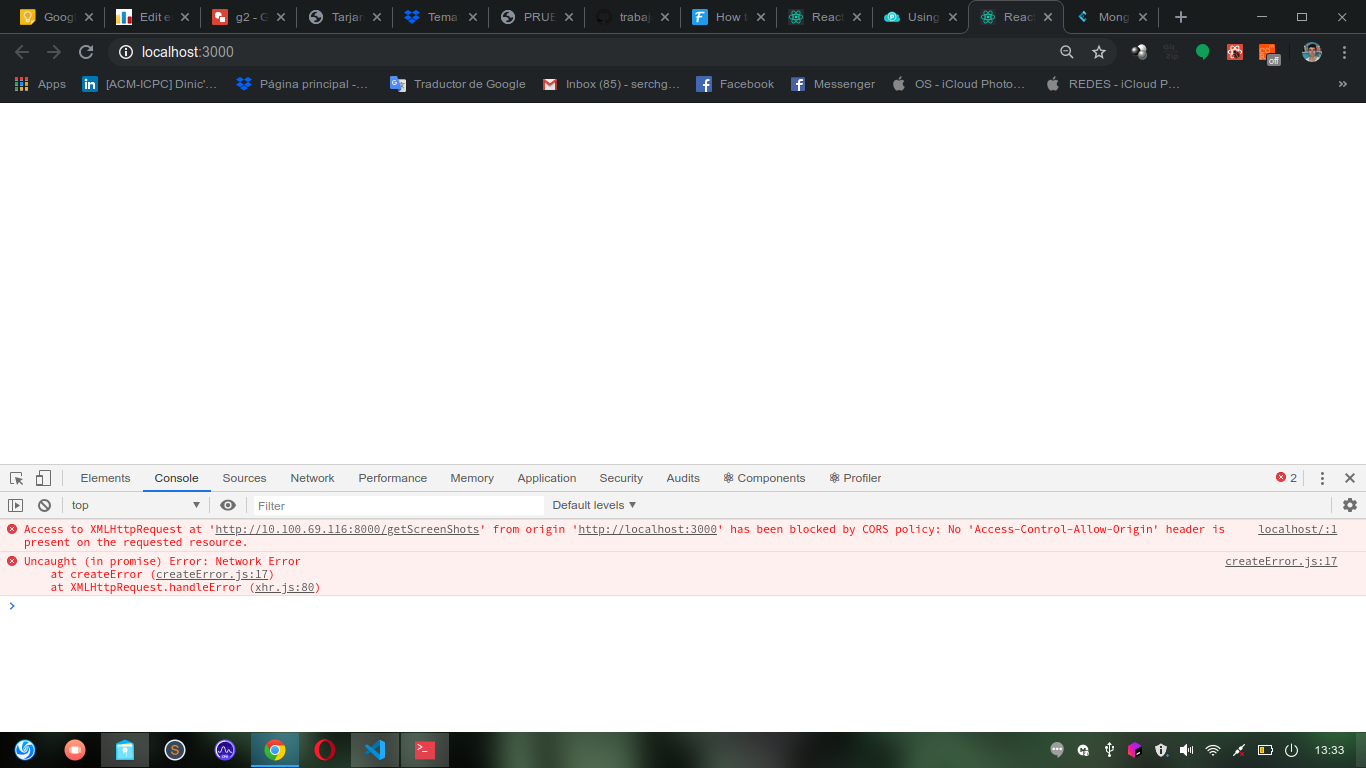 Googl
Edit e
g2 - G
Tarjan
Tema
PRUE
trabaj
How t
React
Using
React
Mong
localhost:3000
off
Apps
[ACM-ICPC] Dinic'…
Página principal -…
Traductor de Google
Inbox (85) - serchg…
Facebook
Messenger
OS - iCloud Photo…
REDES - iCloud P…
»
Elements
Console
Sources
Network
Performance
Memory
Application
Security
Audits
Components
Profiler
2
top
Filter
Default levels
Access to XMLHttpRequest at 'http://10.100.69.116:8000/getScreenShots' from origin 'http://localhost:3000' has been blocked by CORS policy: No 'Access-Control-Allow-Origin' header is
localhost/:1
present on the requested resource.
Uncaught (in promise) Error: Network Error
createError.js:17
at createError (createError.js:17)
at XMLHttpRequest.handleError (xhr.js:80)
13:33